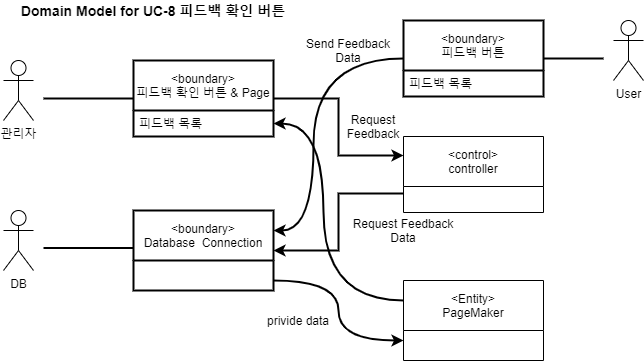 Domain Model for UC-8 피드백 확인 버튼
<boundary>
피드백 버튼
피드백 목록
User
Send Feedback
Data
<boundary>
피드백 확인 버튼 & Page
피드백 목록
관리자
Request
Feedback
<control>
controller
<boundary>
Database Connection
DB
Request Feedback
Data
<Entity>
PageMaker
privide data